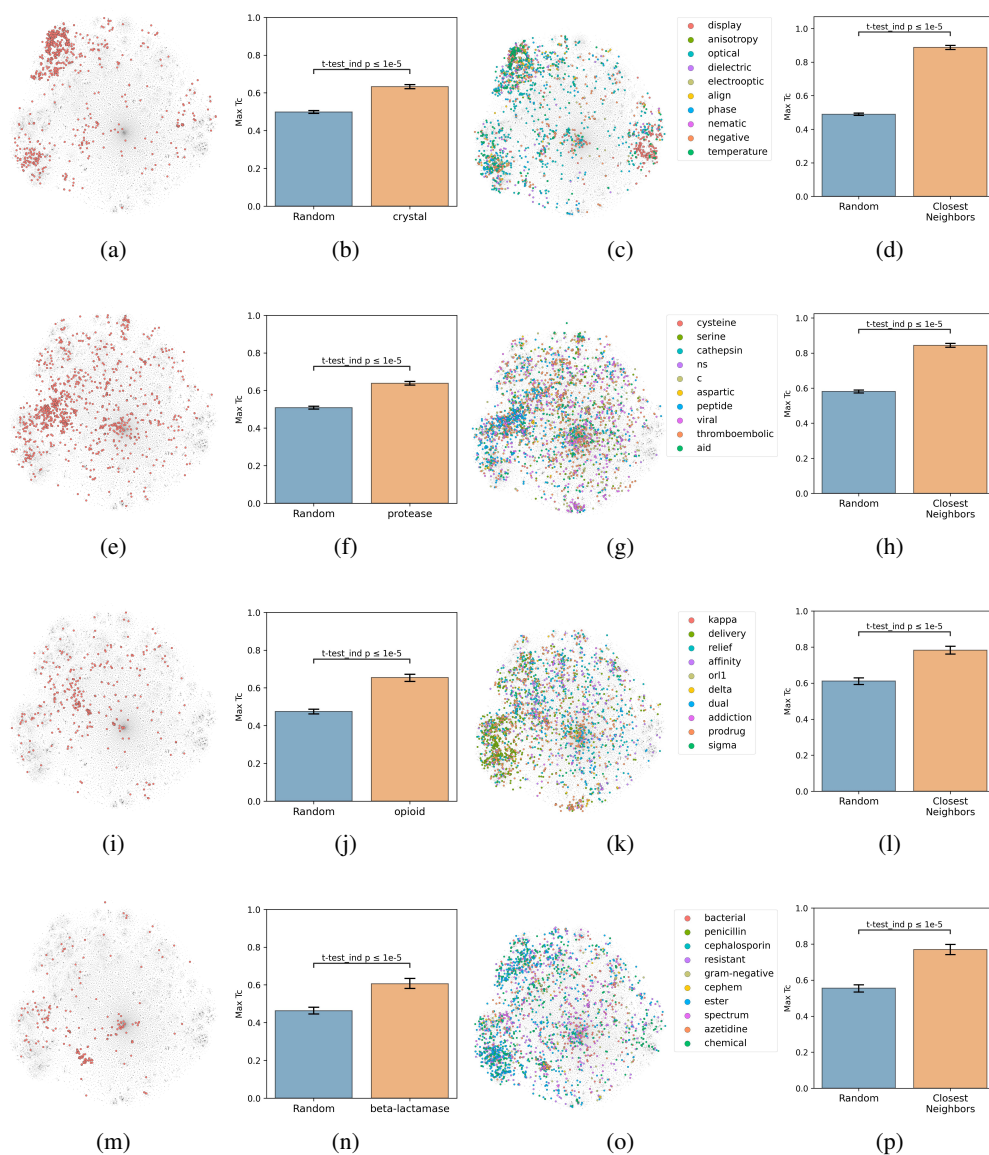 t-test_ind p ≤ 1e-5
Max Tc
1.0
0.8
0.6
0.4
0.2
0.0
Random
crystal
display
anisotropy
optical
dielectric
electrooptic
align
phase
nematic
negative
temperature
t-test_ind p ≤ 1e-5
Max Tc
1.0
0.8
0.6
0.4
0.2
0.0
Random
Closest
Neighbors
(a)
(b)
(c)
(d)
t-test_ind p ≤ 1e-5
Max Tc
1.0
0.8
0.6
0.4
0.2
0.0
Random
protease
cysteine
serine
cathepsin
ns
c
aspartic
peptide
viral
thromboembolic
aid
t-test_ind p ≤ 1e-5
Max Tc
1.0
0.8
0.6
0.4
0.2
0.0
Random
Closest
Neighbors
(e)
(f)
(g)
(h)
t-test_ind p ≤ 1e-5
Max Tc
1.0
0.8
0.6
0.4
0.2
0.0
Random
opioid
kappa
delivery
relief
affinity
orl1
delta
dual
addiction
prodrug
sigma
t-test_ind p ≤ 1e-5
Max Tc
1.0
0.8
0.6
0.4
0.2
0.0
Random
Closest
Neighbors
(i)
(j)
(k)
(l)
t-test_ind p ≤ 1e-5
Max Tc
1.0
0.8
0.6
0.4
0.2
0.0
Random
beta-lactamase
bacterial
penicillin
cephalosporin
resistant
gram-negative
cephem
ester
spectrum
azetidine
chemical
t-test_ind p ≤ 1e-5
Max Tc
1.0
0.8
0.6
0.4
0.2
0.0
Random
Closest
Neighbors
(m)
(n)
(o)
(p)